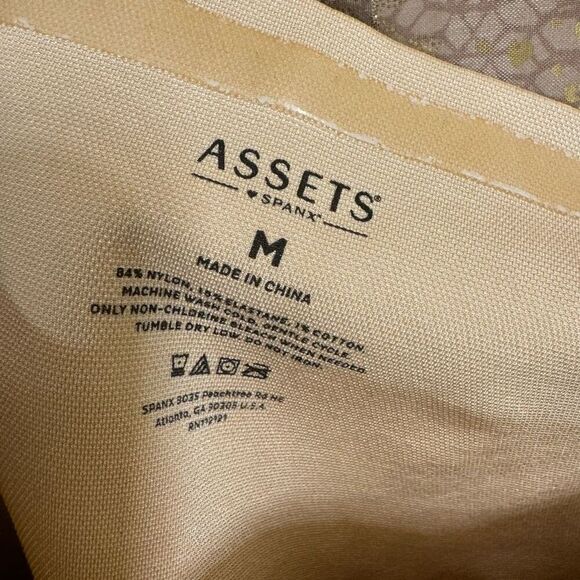 ASSETS®
♥ SPANX®
M
MADE IN CHINA
84% NYLON, 15% ELASTANE, 1% COTTON.
MACHINE WASH COLD, GENTLE CYCLE.
ONLY NON-CHLORINE BLEACH WHEN NEEDED.
TUMBLE DRY LOW. DO NOT IRON.
SPANX 3035 Peachtree Rd NE
Atlanta, GA 30305 U.S.A.
RN112121